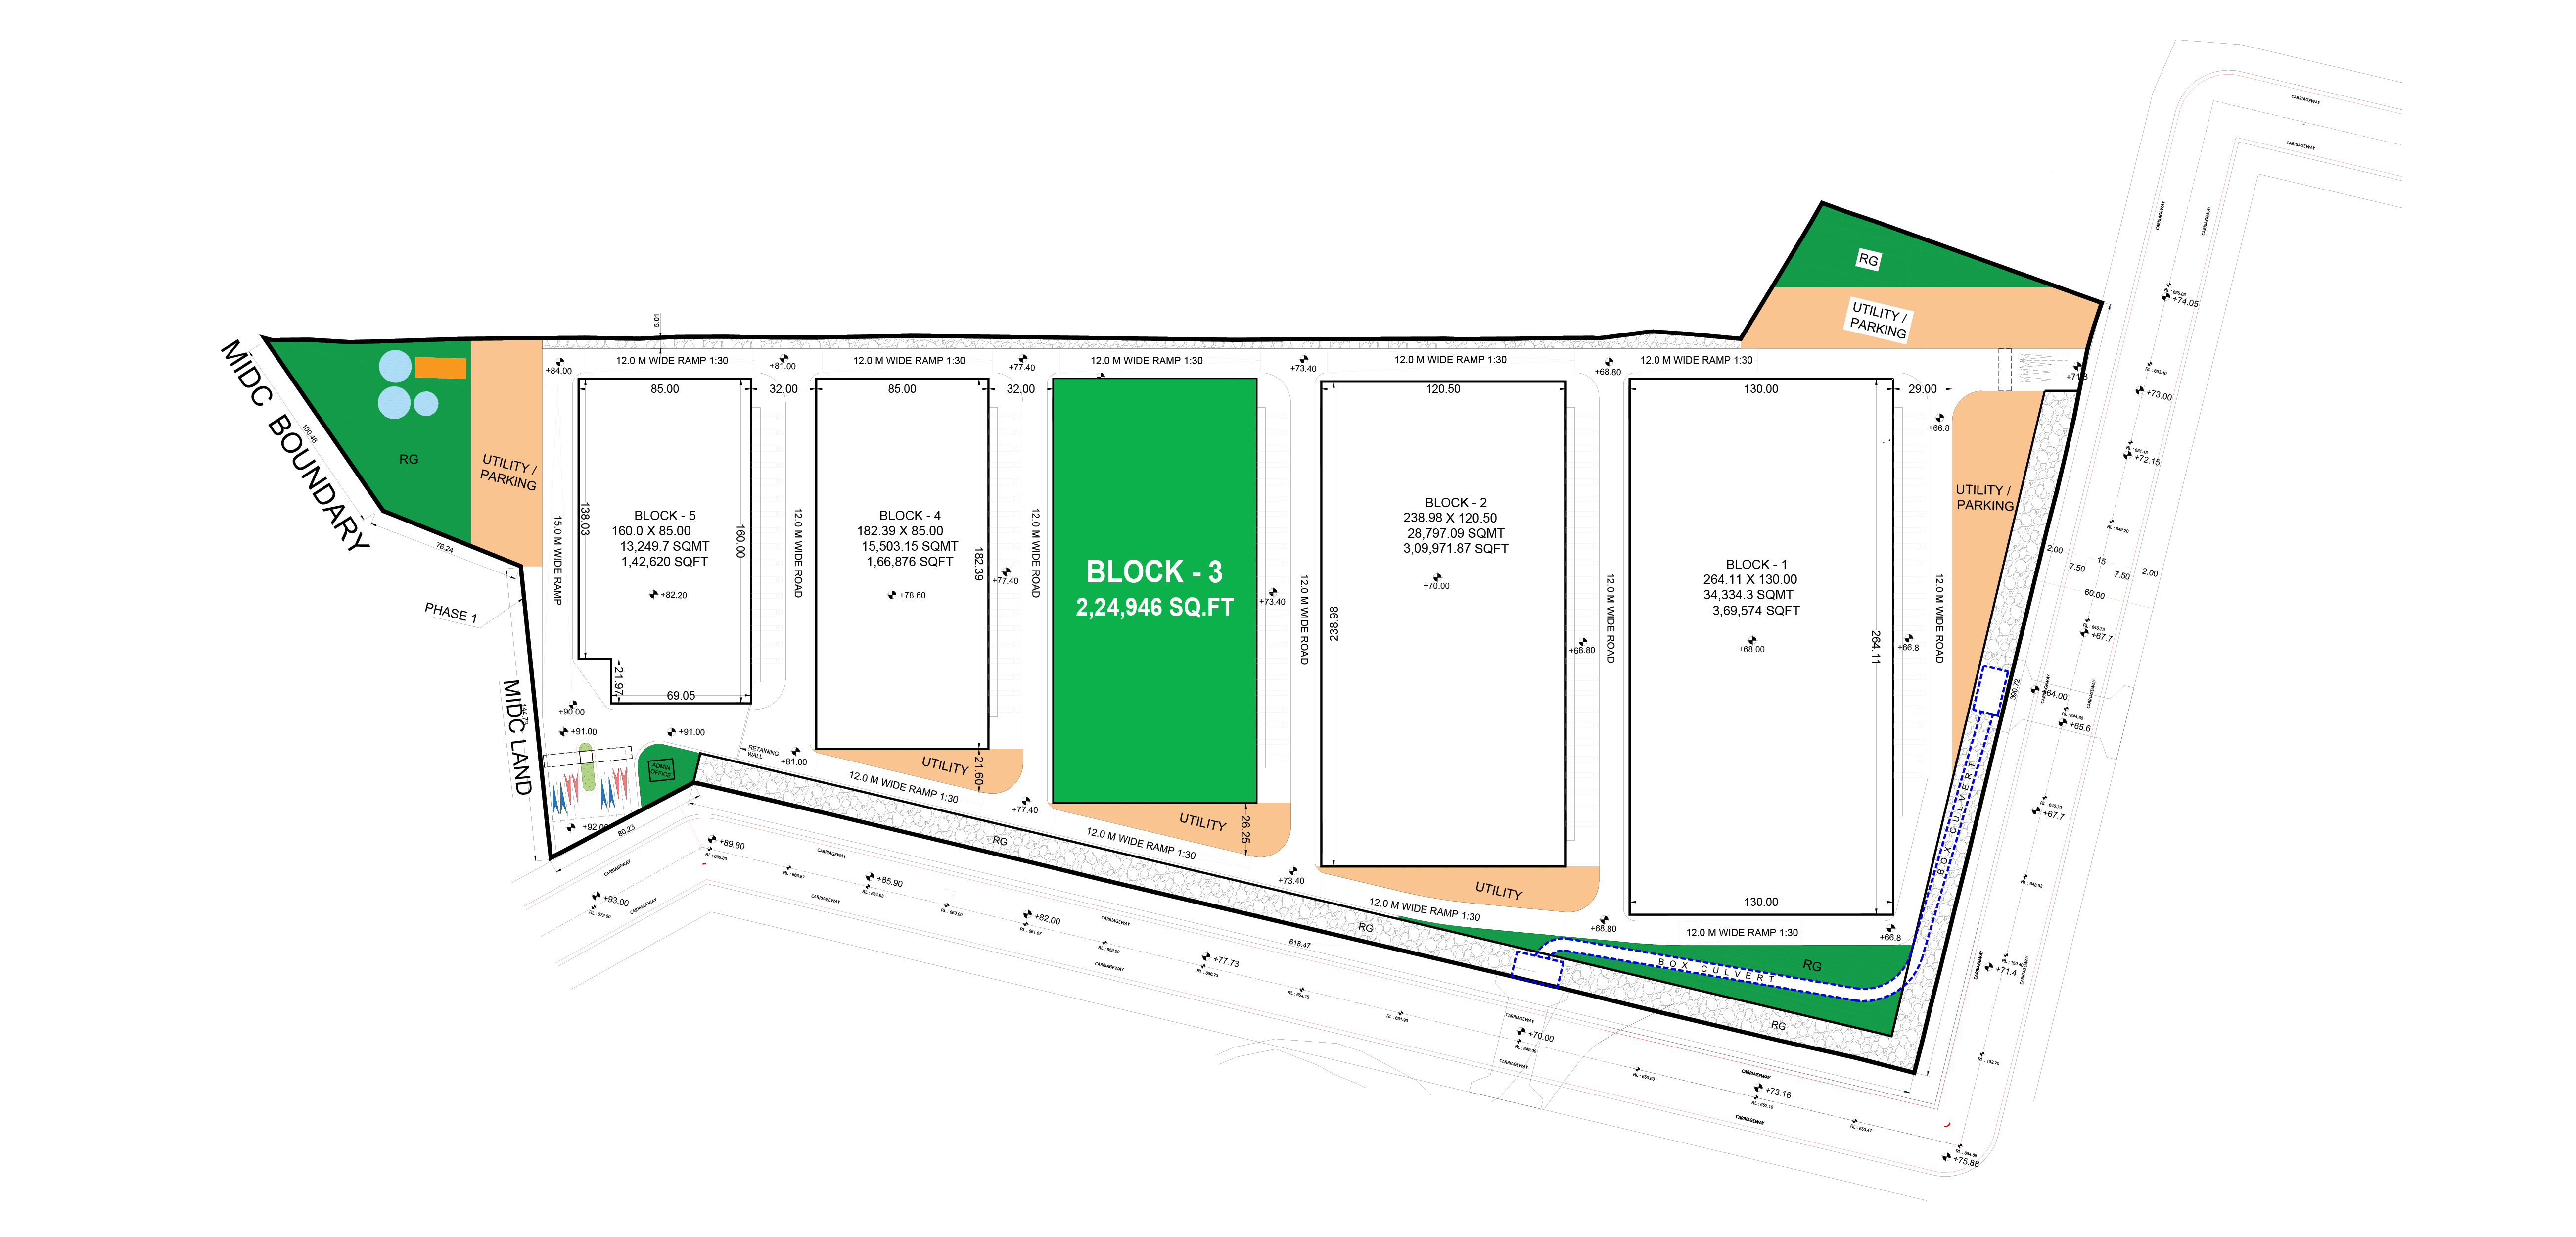 CARRIAGEWAY
CARRIAGEWAY
CARRIAGEWAY
CARRIAGEWAY
RG
UTILITY /
PARKING
+74.05
+73.00
+72.15
MIDC BOUNDARY
100.46
76.24
RG
UTILITY /
PARKING
5.01
12.0 M WIDE RAMP 1:30
12.0 M WIDE RAMP 1:30
12.0 M WIDE RAMP 1:30
12.0 M WIDE RAMP 1:30
12.0 M WIDE RAMP 1:30
+84.00
+81.00
+77.40
+73.40
+68.80
85.00
32.00
85.00
32.00
120.50
130.00
29.00
+66.8
138.03
15.0 M WIDE RAMP
BLOCK - 5
160.0 X 85.00
13,249.7 SQMT
1,42,620 SQFT
+82.20
160.00
21.97
69.05
12.0 M WIDE ROAD
BLOCK - 4
182.39 X 85.00
15,503.15 SQMT
1,66,876 SQFT
+78.60
182.39
+77.40
12.0 M WIDE ROAD
BLOCK - 3
2,24,946 SQ.FT
+73.40
12.0 M WIDE ROAD
BLOCK - 2
238.98 X 120.50
28,797.09 SQMT
3,09,971.87 SQFT
+70.00
238.98
+68.80
12.0 M WIDE ROAD
BLOCK - 1
264.11 X 130.00
34,334.3 SQMT
3,69,574 SQFT
+68.00
264.11
130.00
+66.8
12.0 M WIDE ROAD
UTILITY /
PARKING
2.00
7.50
15
7.50
2.00
60.00
+67.7
390.72
+64.00
+65.6
+67.7
+71.4
CARRIAGEWAY
CARRIAGEWAY
CARRIAGEWAY
CARRIAGEWAY
PHASE 1
MIDC LAND
144.73
+90.00
+91.00
+91.00
+92.00
80.23
ADMIN
OFFICE
RETAINING
WALL
+81.00
12.0 M WIDE RAMP 1:30
UTILITY
21.60
+77.40
12.0 M WIDE RAMP 1:30
UTILITY
26.25
+73.40
12.0 M WIDE RAMP 1:30
UTILITY
+68.80
12.0 M WIDE RAMP 1:30
+66.8
RG
RG
RG
RG
BOX CULVERT
BOX CULVERT
618.47
CARRIAGEWAY
CARRIAGEWAY
+93.00
+89.80
CARRIAGEWAY
CARRIAGEWAY
+85.90
+82.00
CARRIAGEWAY
CARRIAGEWAY
+77.73
CARRIAGEWAY
CARRIAGEWAY
+70.00
CARRIAGEWAY
CARRIAGEWAY
+73.16
+75.88